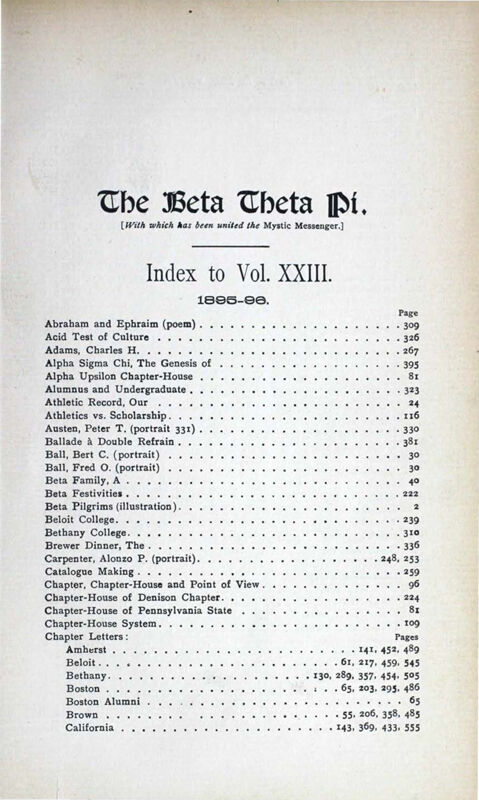 The Beta Theta Pi.
[With which has been united the Mystic Messenger.]
Index to Vol. XXIII.
1895-96.
Page
Abraham and Ephraim (poem) . . . . . . . . . . . . . . . . . . . 309
Acid Test of Culture . . . . . . . . . . . . . . . . . . . . . . . 326
Adams, Charles H. . . . . . . . . . . . . . . . . . . . . . . . . 267
Alpha Sigma Chi, The Genesis of . . . . . . . . . . . . . . . . . 395
Alpha Upsilon Chapter-House . . . . . . . . . . . . . . . . . . . 81
Alumnus and Undergraduate . . . . . . . . . . . . . . . . . . . . 323
Athletic Record, Our . . . . . . . . . . . . . . . . . . . . . . . 24
Athletics vs. Scholarship . . . . . . . . . . . . . . . . . . . . . 116
Austen, Peter T. (portrait 331) . . . . . . . . . . . . . . . . . . 330
Ballade à Double Refrain . . . . . . . . . . . . . . . . . . . . . 381
Ball, Bert C. (portrait) . . . . . . . . . . . . . . . . . . . . . 30
Ball, Fred O. (portrait) . . . . . . . . . . . . . . . . . . . . . 30
Beta Family, A . . . . . . . . . . . . . . . . . . . . . . . . . . 40
Beta Festivities . . . . . . . . . . . . . . . . . . . . . . . . . 222
Beta Pilgrims (illustration) . . . . . . . . . . . . . . . . . . . . 2
Beloit College . . . . . . . . . . . . . . . . . . . . . . . . . . 239
Bethany College . . . . . . . . . . . . . . . . . . . . . . . . . 310
Brewer Dinner, The . . . . . . . . . . . . . . . . . . . . . . . . 336
Carpenter, Alonzo P. (portrait) . . . . . . . . . . . . . . . . 248, 253
Catalogue Making . . . . . . . . . . . . . . . . . . . . . . . . . 259
Chapter, Chapter-House and Point of View . . . . . . . . . . . . . 96
Chapter-House of Denison Chapter . . . . . . . . . . . . . . . . . 224
Chapter-House of Pennsylvania State . . . . . . . . . . . . . . . . 81
Chapter-House System . . . . . . . . . . . . . . . . . . . . . . . 109
Chapter Letters: Pages
Amherst . . . . . . . . . . . . . . . . . . . . . . 141, 452, 489
Beloit . . . . . . . . . . . . . . . . . . . . . 61, 217, 459, 545
Bethany . . . . . . . . . . . . . . . . . . 130, 289, 357, 454, 505
Boston . . . . . . . . . . . . . . . . . . . . . 65, 203, 295, 486
Boston Alumni . . . . . . . . . . . . . . . . . . . . . . . . . 65
Brown . . . . . . . . . . . . . . . . . . . . . 55, 206, 358, 485
California . . . . . . . . . . . . . . . . . . . 143, 369, 433, 555